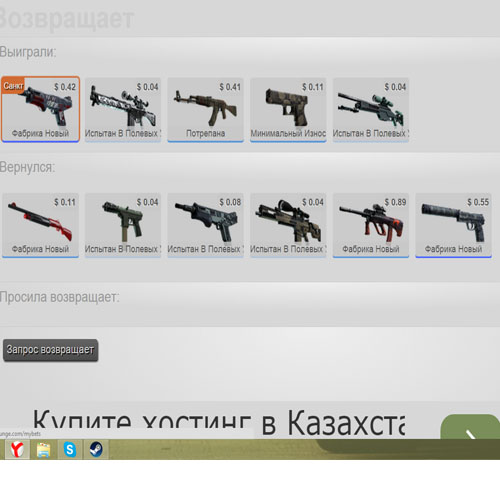 Возвращает
Выиграли:
Санкт $ 0.42 $ 0.04 $ 0.41 $ 0.11 $ 0.04
Фабрика Новый Испытан В Полевых Потрепана Минимальный Износ Испытан В Полевых
Вернулся:
$ 0.11 $ 0.04 $ 0.08 $ 0.04 $ 0.89 $ 0.55
Фабрика Новый Испытан В Полевых Испытан В Полевых Испытан В Полевых Фабрика Новый Фабрика Новый
Просила возвращает:
Запрос возвращает
Купите хостинг в Казахста
unge.com/mybets